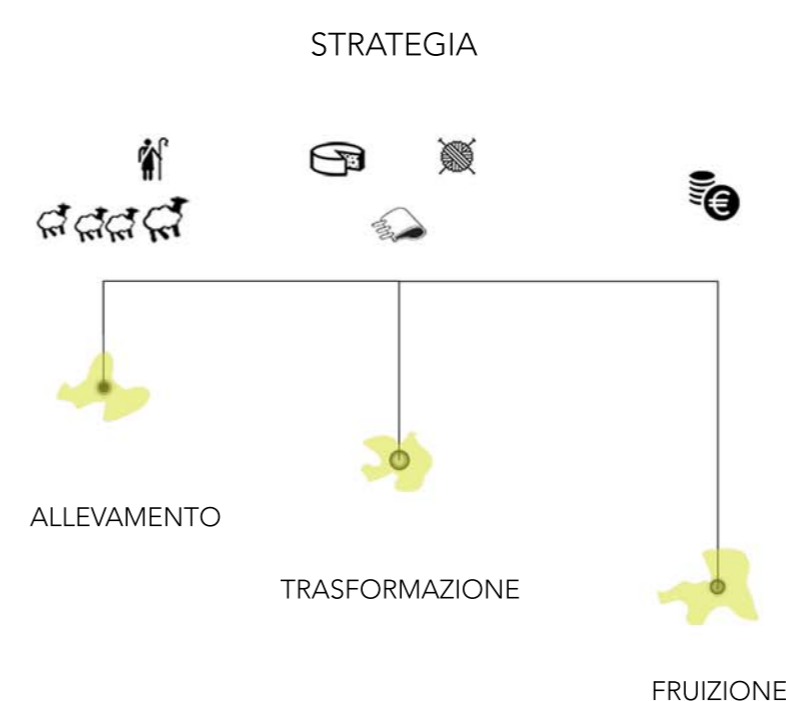 STRATEGIA
€
ALLEVAMENTO
TRASFORMAZIONE
FRUIZIONE